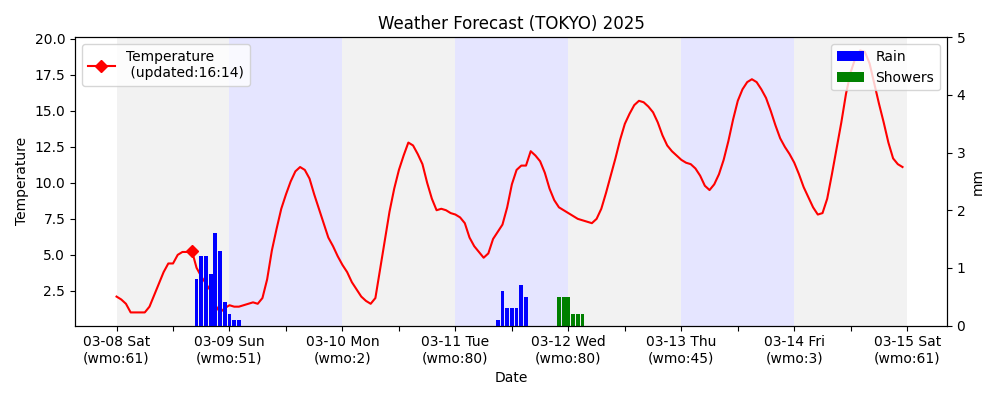 Weather Forecast (TOKYO) 2025
20.0
17.5
15.0
12.5
10.0
7.5
5.0
2.5
Temperature
Temperature
(updated:16:14)
Rain
Showers
5
4
3
2
1
0
mm
03-08 Sat
(wmo:61)
03-09 Sun
(wmo:51)
03-10 Mon
(wmo:2)
03-11 Tue
(wmo:80)
03-12 Wed
(wmo:80)
03-13 Thu
(wmo:45)
03-14 Fri
(wmo:3)
03-15 Sat
(wmo:61)
Date